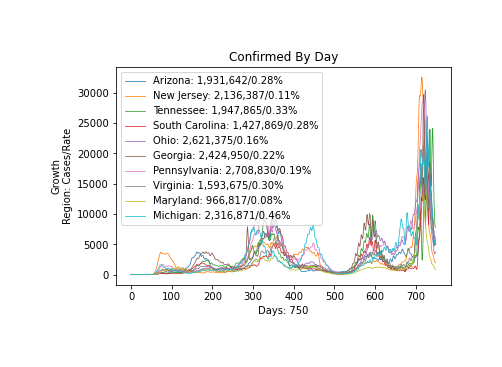 Confirmed By Day
Arizona: 1,931,642/0.28%
New Jersey: 2,136,387/0.11%
Tennessee: 1,947,865/0.33%
South Carolina: 1,427,869/0.28%
Ohio: 2,621,375/0.16%
Georgia: 2,424,950/0.22%
Pennsylvania: 2,708,830/0.19%
Virginia: 1,593,675/0.30%
Maryland: 966,817/0.08%
Michigan: 2,316,871/0.46%
Growth
Region: Cases/Rate
30000
25000
20000
15000
10000
5000
0
0 100 200 300 400 500 600 700
Days: 750